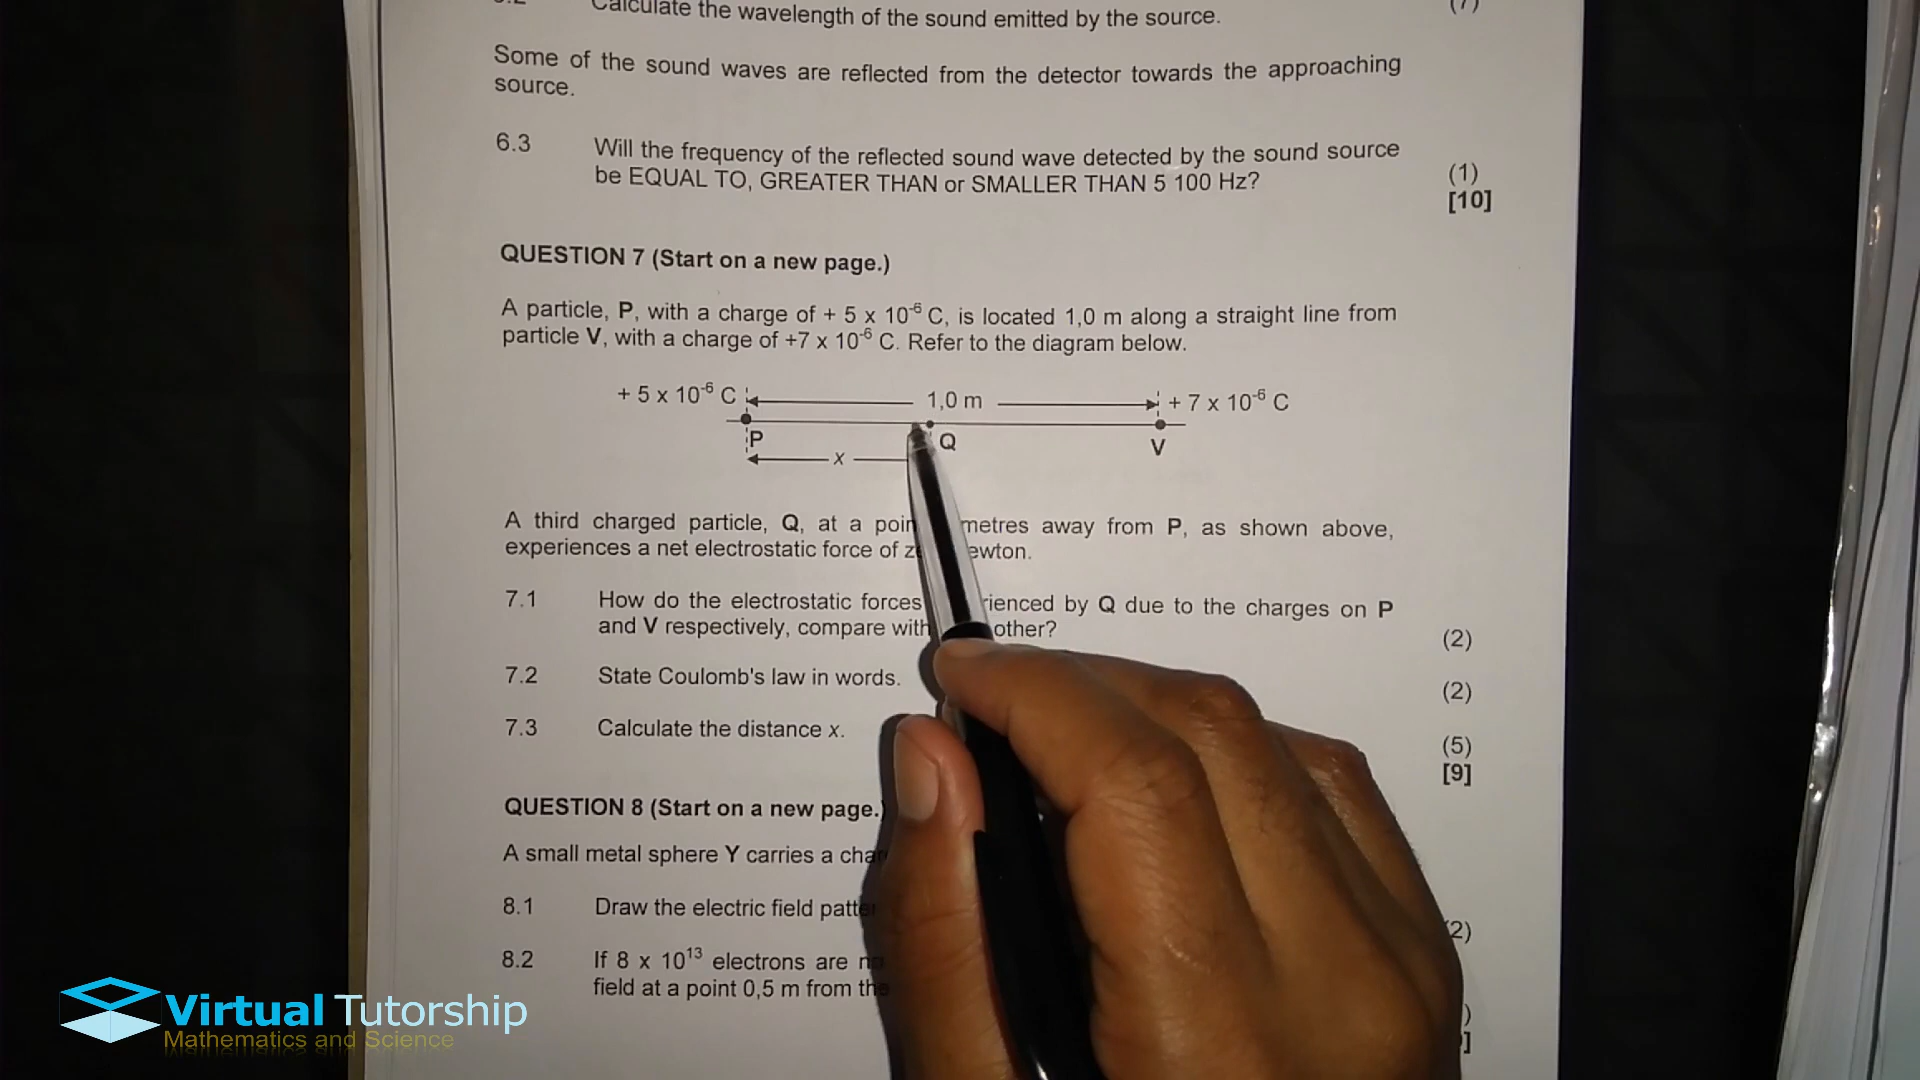 Calculate the wavelength of the sound emitted by the source. (7)
Some of the sound waves are reflected from the detector towards the approaching
source.
6.3 Will the frequency of the reflected sound wave detected by the sound source
be EQUAL TO, GREATER THAN or SMALLER THAN 5 100 Hz? (1)
[10]
QUESTION 7 (Start on a new page.)
A particle, P, with a charge of + 5 x 10⁻⁶ C, is located 1,0 m along a straight line from
particle V, with a charge of +7 x 10⁻⁶ C. Refer to the diagram below.
+ 5 x 10⁻⁶ C 1,0 m + 7 x 10⁻⁶ C
P Q V
x
A third charged particle, Q, at a metres away from P, as shown above,
experiences a net electrostatic force of
7.1 How do the electrostatic forces by Q due to the charges on P
and V respectively, compare with other? (2)
7.2 State Coulomb's law in words. (2)
7.3 Calculate the distance x. (5)
[9]
QUESTION 8 (Start on a new page.)
A small metal sphere Y carries a
8.1 Draw the electric field (2)
8.2 If 8 x 10¹³ electrons are
field at a point 0,5 m from
Virtual Tutorship
Mathematics and Science